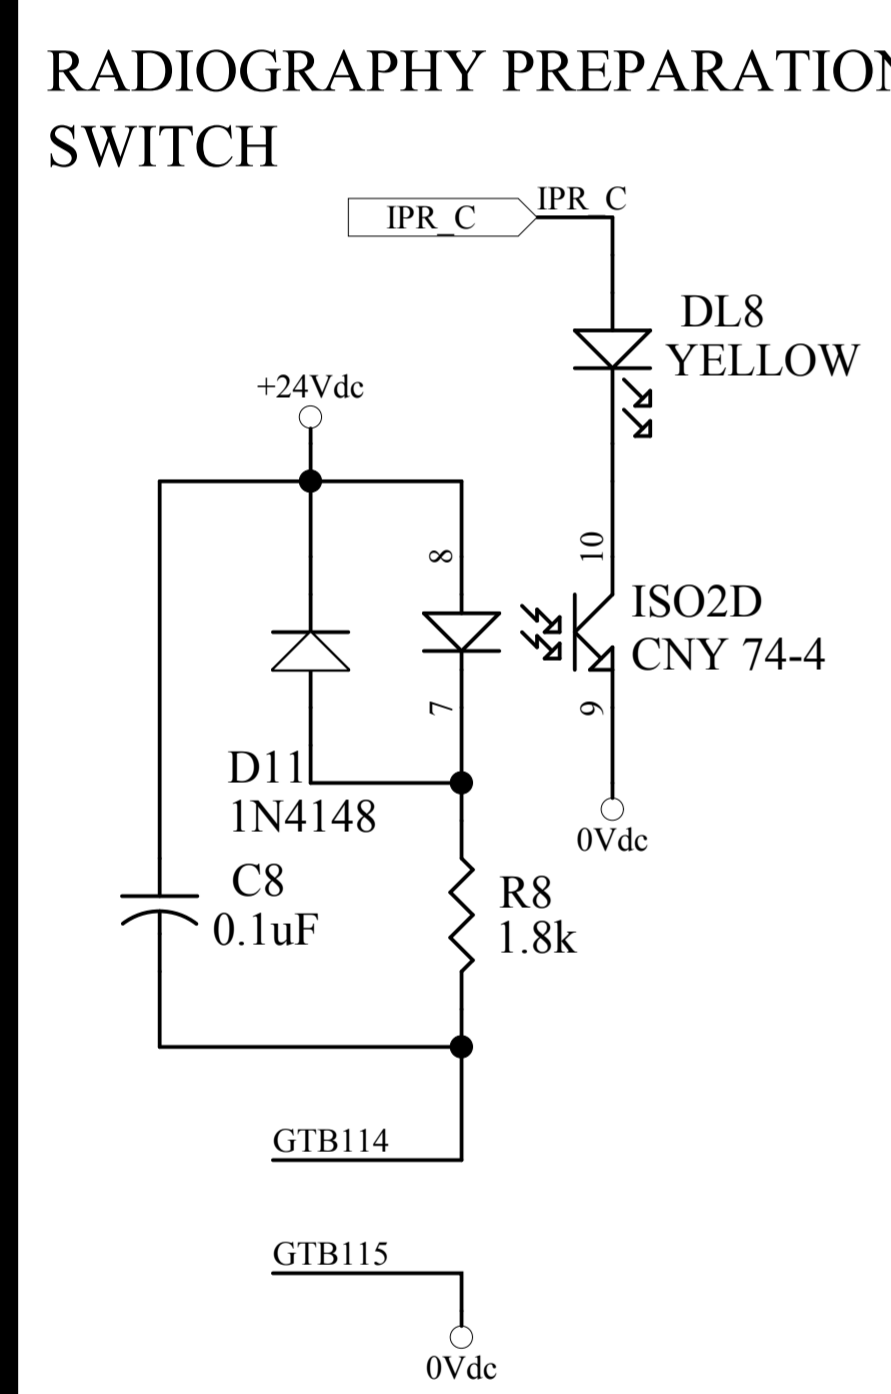 RADIOGRAPHY PREPARATION
SWITCH
IPR_C
IPR C
DL8
YELLOW
+24Vdc
8
10
ISO2D
CNY 74-4
7
9
D11
1N4148
0Vdc
C8
0.1uF
R8
1.8k
GTB114
GTB115
0Vdc